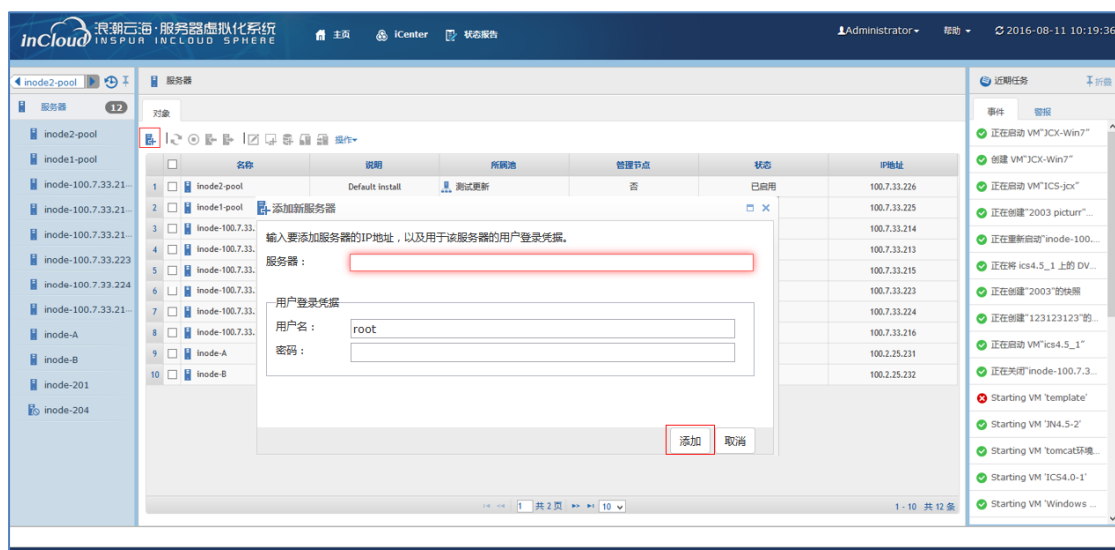 inCloud 浪潮云海·服务器虚拟化系统
INSPUR INCLOUD SPHERE
主页 iCenter 状态报告 Administrator 帮助 2016-08-11 10:19:36
inode2-pool
服务器 12
inode2-pool
inode1-pool
inode-100.7.33.21···
inode-100.7.33.21···
inode-100.7.33.21···
inode-100.7.33.223
inode-100.7.33.224
inode-100.7.33.21···
inode-A
inode-B
inode-201
inode-204
服务器
对象
操作
名称 说明 所属池 管理节点 状态 IP地址
1 inode2-pool Default install 测试更新 否 已启用 100.7.33.226
2 inode1-pool 100.7.33.225
3 inode-100.7.33. 100.7.33.214
4 inode-100.7.33. 100.7.33.213
5 inode-100.7.33. 100.7.33.215
6 inode-100.7.33. 100.7.33.223
7 inode-100.7.33. 100.7.33.224
8 inode-100.7.33. 100.7.33.216
9 inode-A 100.2.25.231
10 inode-B 100.2.25.232
添加新服务器
输入要添加服务器的IP地址，以及用于该服务器的用户登录凭据。
服务器：
用户登录凭据
用户名： root
密码：
添加 取消
1 共 2 页 10 1 - 10 共 12 条
近期任务 折叠
事件 警报
正在启动 VM"JCX-Win7"
创建 VM"JCX-Win7"
正在启动 VM"ICS-jcx"
正在创建"2003 picturr"...
正在重新启动"inode-100....
正在将 ics4.5_1 上的 DV...
正在创建"2003"的快照
正在创建"123123123"的...
正在启动 VM"ics4.5_1"
正在关闭"inode-100.7.3...
Starting VM 'template'
Starting VM 'JN4.5-2'
Starting VM 'tomcat环境...
Starting VM 'ICS4.0-1'
Starting VM 'Windows ...